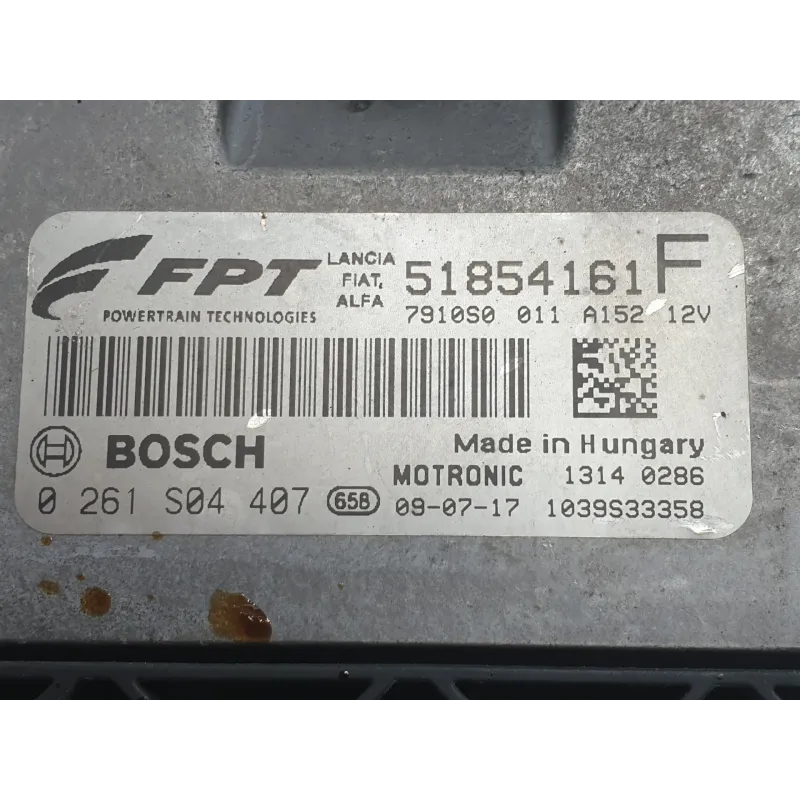 FPT
POWERTRAIN TECHNOLOGIES
LANCIA
FIAT,
ALFA
51854161 F
7910S0 011 A152 12V
BOSCH
Made in Hungary
MOTRONIC 1314 0286
0 261 S04 407 658 09-07-17 1039S33358